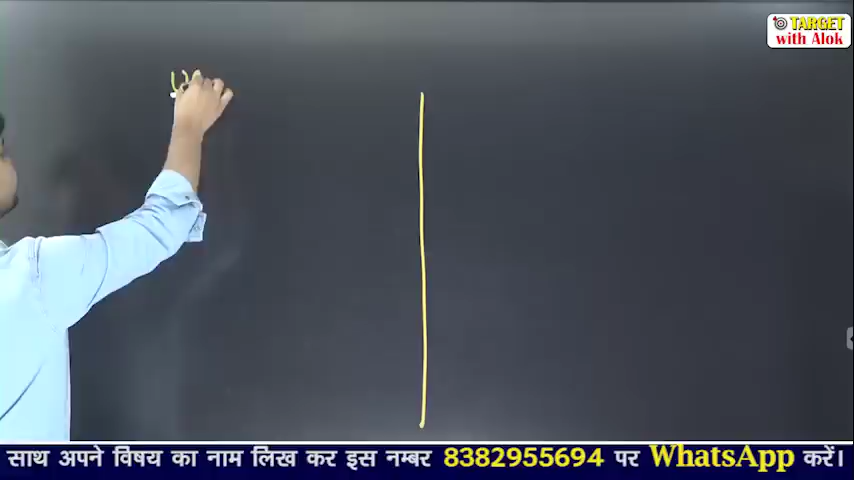 TARGET
with Alok
साथ अपने विषय का नाम लिख कर इस नम्बर 8382955694 पर WhatsApp करें।